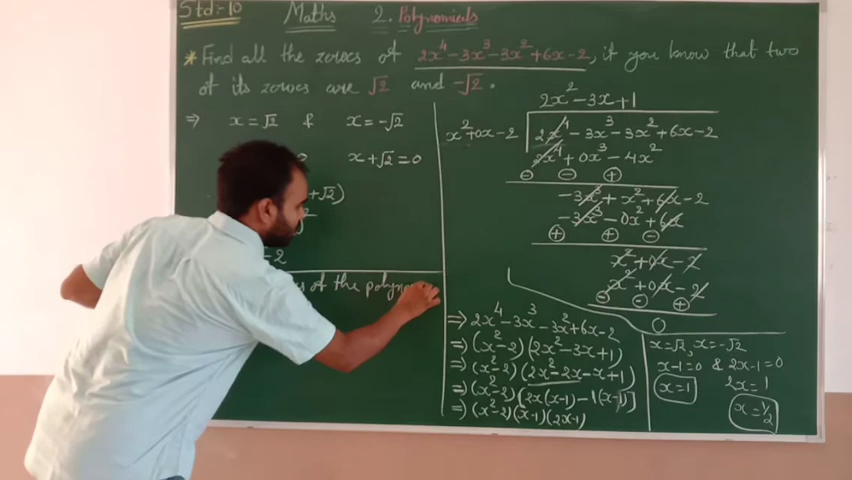 Std:-10 Maths 2. Polynomials
* Find all the zeroes of 2x⁴-3x³-3x²+6x-2, if you know that two
of its zeroes are √2 and -√2.
⇒ x = √2 & x = -√2
x+√2 = 0
+√2)
2
-2
of the polynom
2x²-3x+1
x²+0x-2 2x⁴-3x³-3x²+6x-2
2x⁴+0x³-4x²
⊖ ⊖ ⊕
-3x³+x²+6x-2
-3x³-0x²+6x
⊕ ⊕ ⊖
x²+0x-2
x²+0x-2
⊖ ⊖ ⊕
0
⇒ 2x⁴-3x³-3x²+6x-2
⇒ (x²-2)(2x²-3x+1)
⇒ (x²-2)(2x²-2x-x+1)
⇒ (x²-2)(2x(x-1)-1(x-1)]
⇒ (x²-2)(x-1)(2x-1)
x=√2, x=-√2
x-1=0 & 2x-1=0
x=1 2x=1
x=1/2